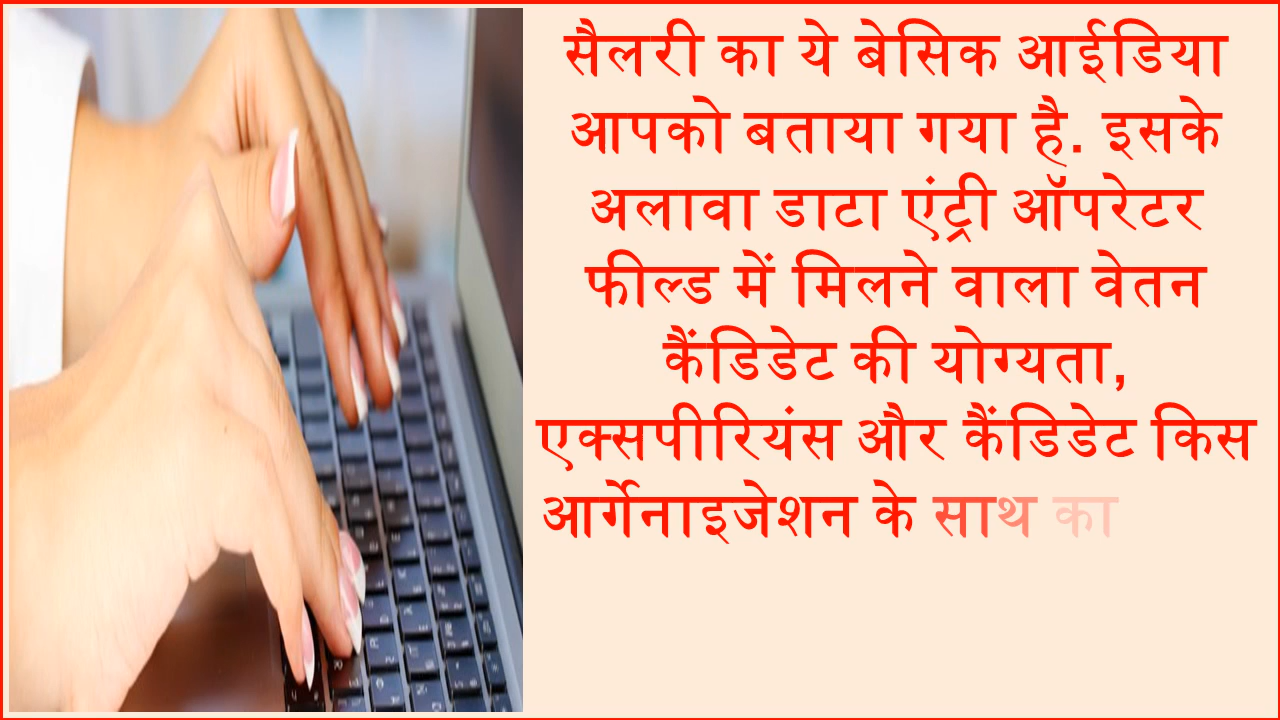 सैलरी का ये बेसिक आईडिया
आपको बताया गया है. इसके
अलावा डाटा एंट्री ऑपरेटर
फील्ड में मिलने वाला वेतन
कैंडिडेट की योग्यता,
एक्सपीरियंस और कैंडिडेट किस
आर्गेनाइजेशन के साथ का